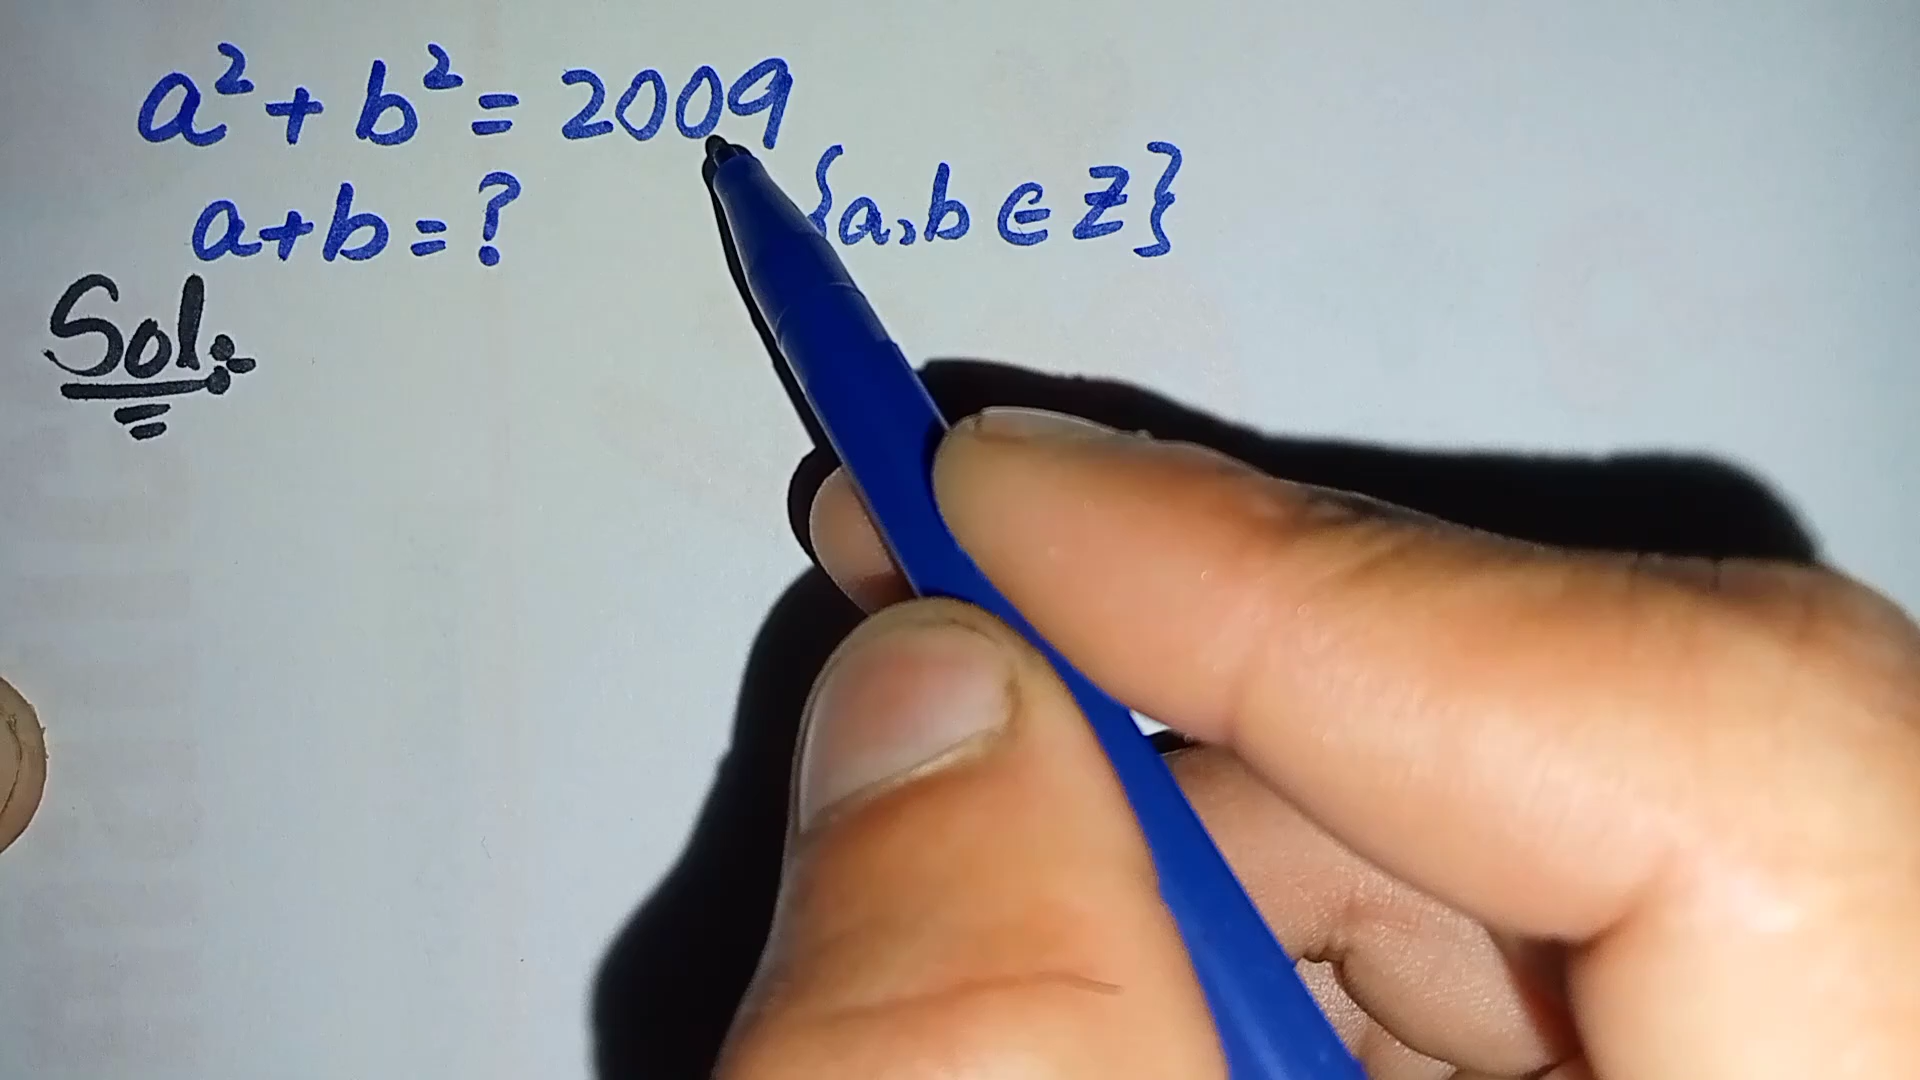 a² + b² = 2009
a+b = ? {a,b ∈ Z}
Sol: